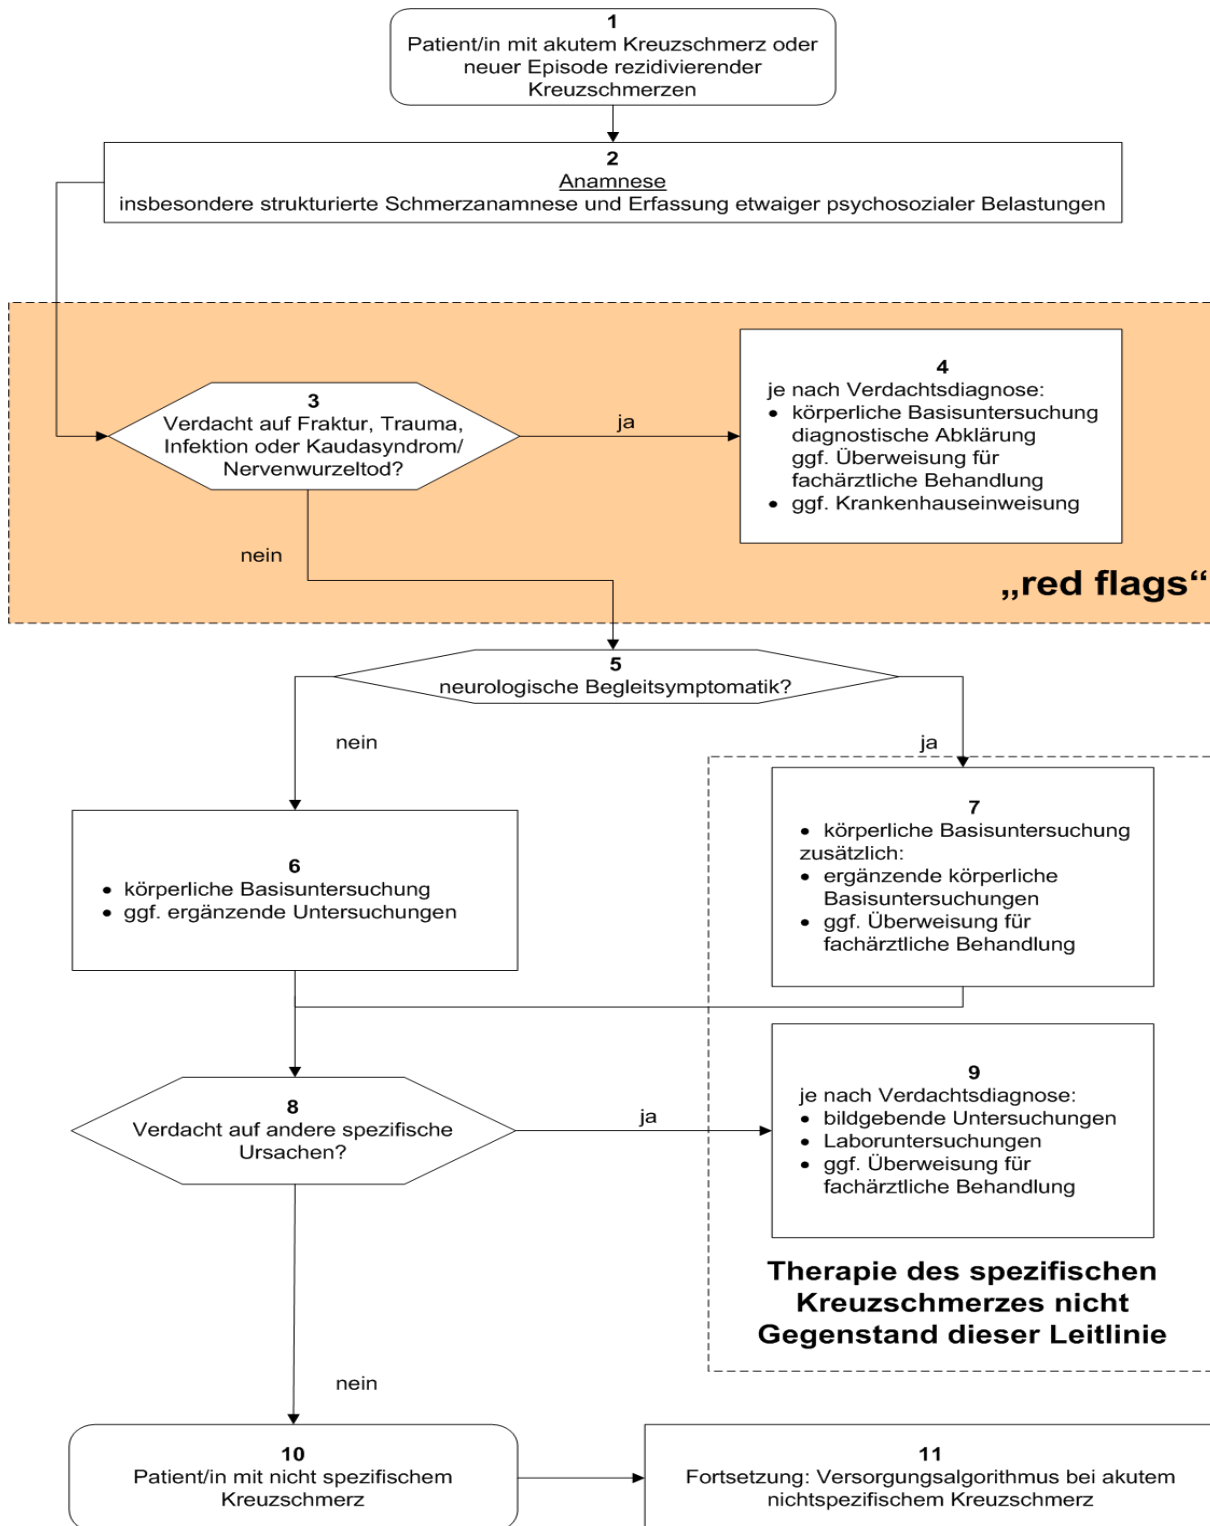 1
Patient/in mit akutem Kreuzschmerz oder
neuer Episode rezidivierender
Kreuzschmerzen
2
Anamnese
insbesondere strukturierte Schmerzanamnese und Erfassung etwaiger psychosozialer Belastungen
3
Verdacht auf Fraktur, Trauma,
Infektion oder Kaudasyndrom/
Nervenwurzeltod?
ja
nein
4
je nach Verdachtsdiagnose:
• körperliche Basisuntersuchung
diagnostische Abklärung
ggf. Überweisung für
fachärztliche Behandlung
• ggf. Krankenhauseinweisung
„red flags“
5
neurologische Begleitsymptomatik?
nein
ja
6
• körperliche Basisuntersuchung
• ggf. ergänzende Untersuchungen
7
• körperliche Basisuntersuchung
zusätzlich:
• ergänzende körperliche
Basisuntersuchungen
• ggf. Überweisung für
fachärztliche Behandlung
8
Verdacht auf andere spezifische
Ursachen?
ja
nein
9
je nach Verdachtsdiagnose:
• bildgebende Untersuchungen
• Laboruntersuchungen
• ggf. Überweisung für
fachärztliche Behandlung
Therapie des spezifischen
Kreuzschmerzes nicht
Gegenstand dieser Leitlinie
10
Patient/in mit nicht spezifischem
Kreuzschmerz
11
Fortsetzung: Versorgungsalgorithmus bei akutem
nichtspezifischem Kreuzschmerz